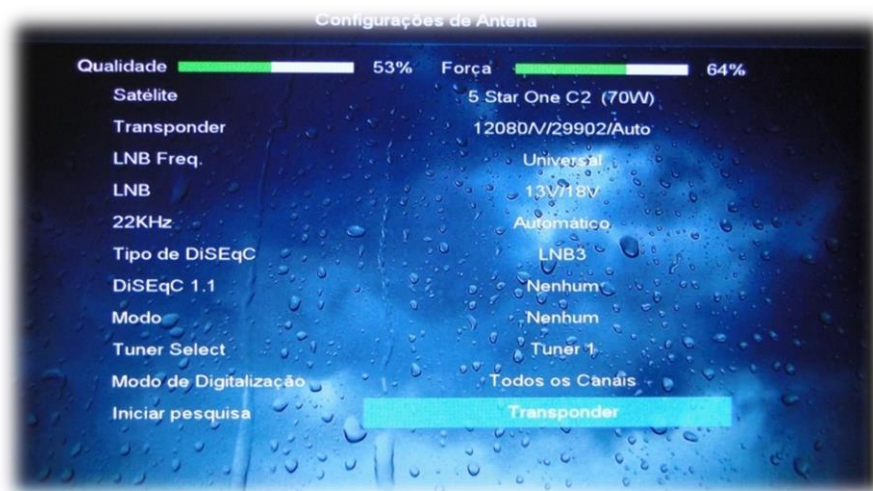 Configurações de Antena
Qualidade 53% Força 64%
Satélite 5 Star One C2 (70W)
Transponder 12080/V/29902/Auto
LNB Freq. Universal
LNB 13V/18V
22KHz Automático
Tipo de DiSEqC LNB3
DiSEqC 1.1 Nenhum
Modo Nenhum
Tuner Select Tuner 1
Modo de Digitalização Todos os Canais
Iniciar pesquisa Transponder